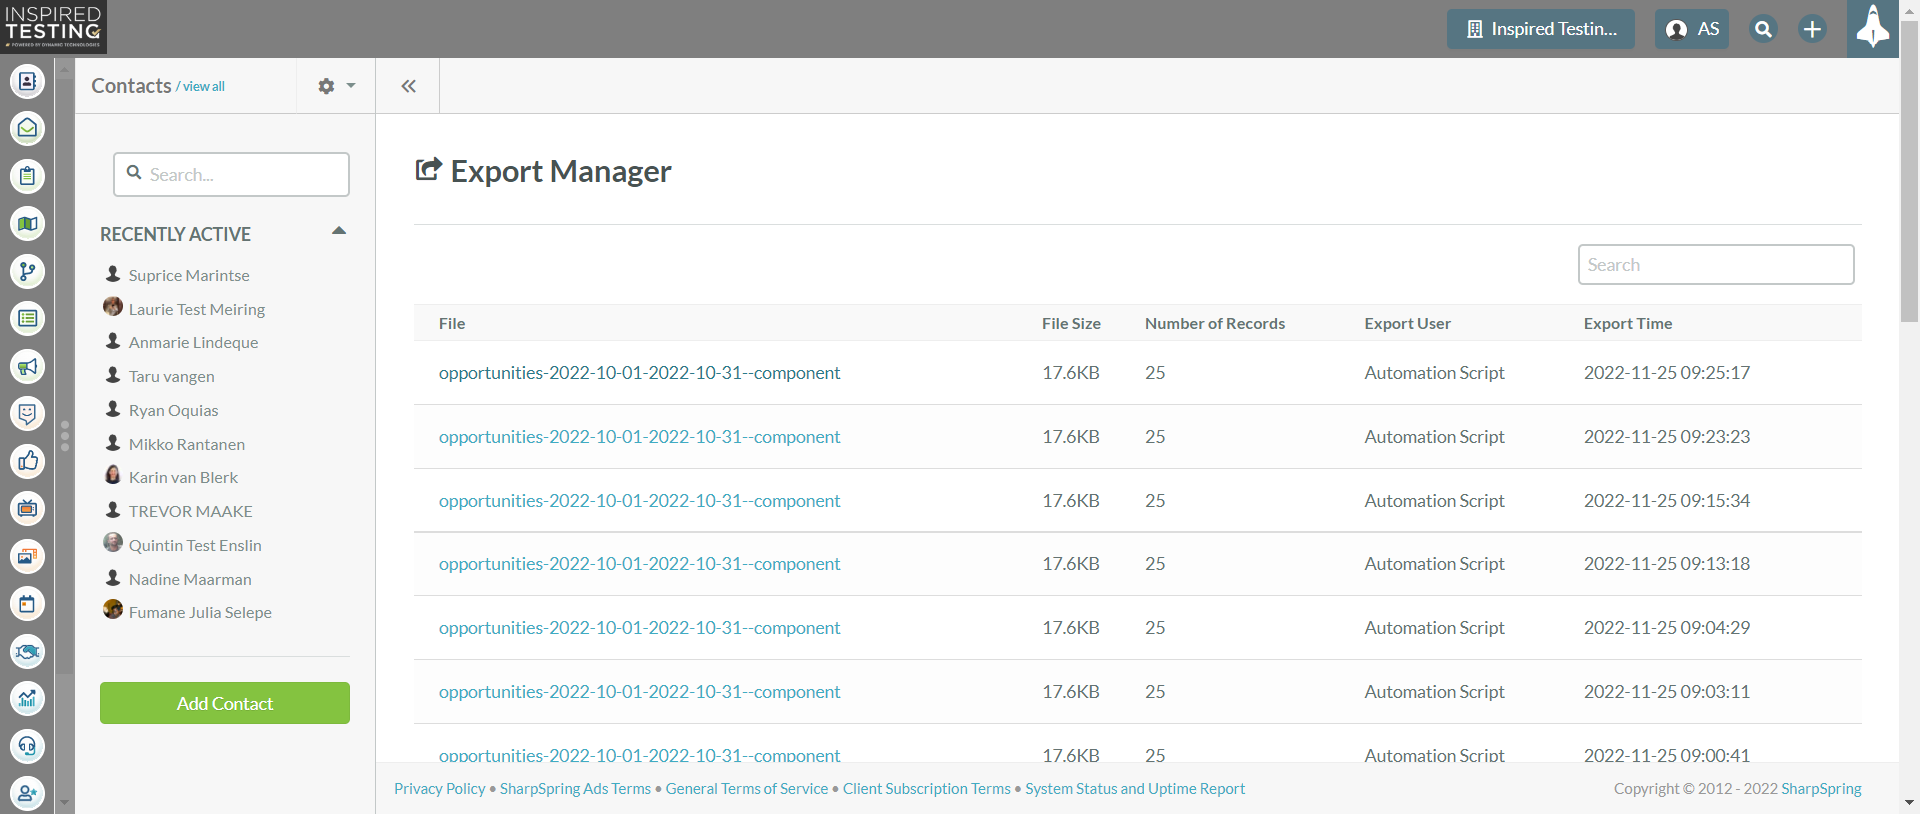 INSPIRED
TESTING
POWERED BY DYNAMIC TECHNOLOGIES
Inspired Testin...
AS
Contacts / view all
Search...
RECENTLY ACTIVE
Suprice Marintse
Laurie Test Meiring
Anmarie Lindeque
Taru vangen
Ryan Oquias
Mikko Rantanen
Karin van Blerk
TREVOR MAAKE
Quintin Test Enslin
Nadine Maarman
Fumane Julia Selepe
Add Contact
Export Manager
Search
File File Size Number of Records Export User Export Time
opportunities-2022-10-01-2022-10-31--component 17.6KB 25 Automation Script 2022-11-25 09:25:17
opportunities-2022-10-01-2022-10-31--component 17.6KB 25 Automation Script 2022-11-25 09:23:23
opportunities-2022-10-01-2022-10-31--component 17.6KB 25 Automation Script 2022-11-25 09:15:34
opportunities-2022-10-01-2022-10-31--component 17.6KB 25 Automation Script 2022-11-25 09:13:18
opportunities-2022-10-01-2022-10-31--component 17.6KB 25 Automation Script 2022-11-25 09:04:29
opportunities-2022-10-01-2022-10-31--component 17.6KB 25 Automation Script 2022-11-25 09:03:11
opportunities-2022-10-01-2022-10-31--component 17.6KB 25 Automation Script 2022-11-25 09:00:41
Privacy Policy • SharpSpring Ads Terms • General Terms of Service • Client Subscription Terms • System Status and Uptime Report
Copyright © 2012 - 2022 SharpSpring